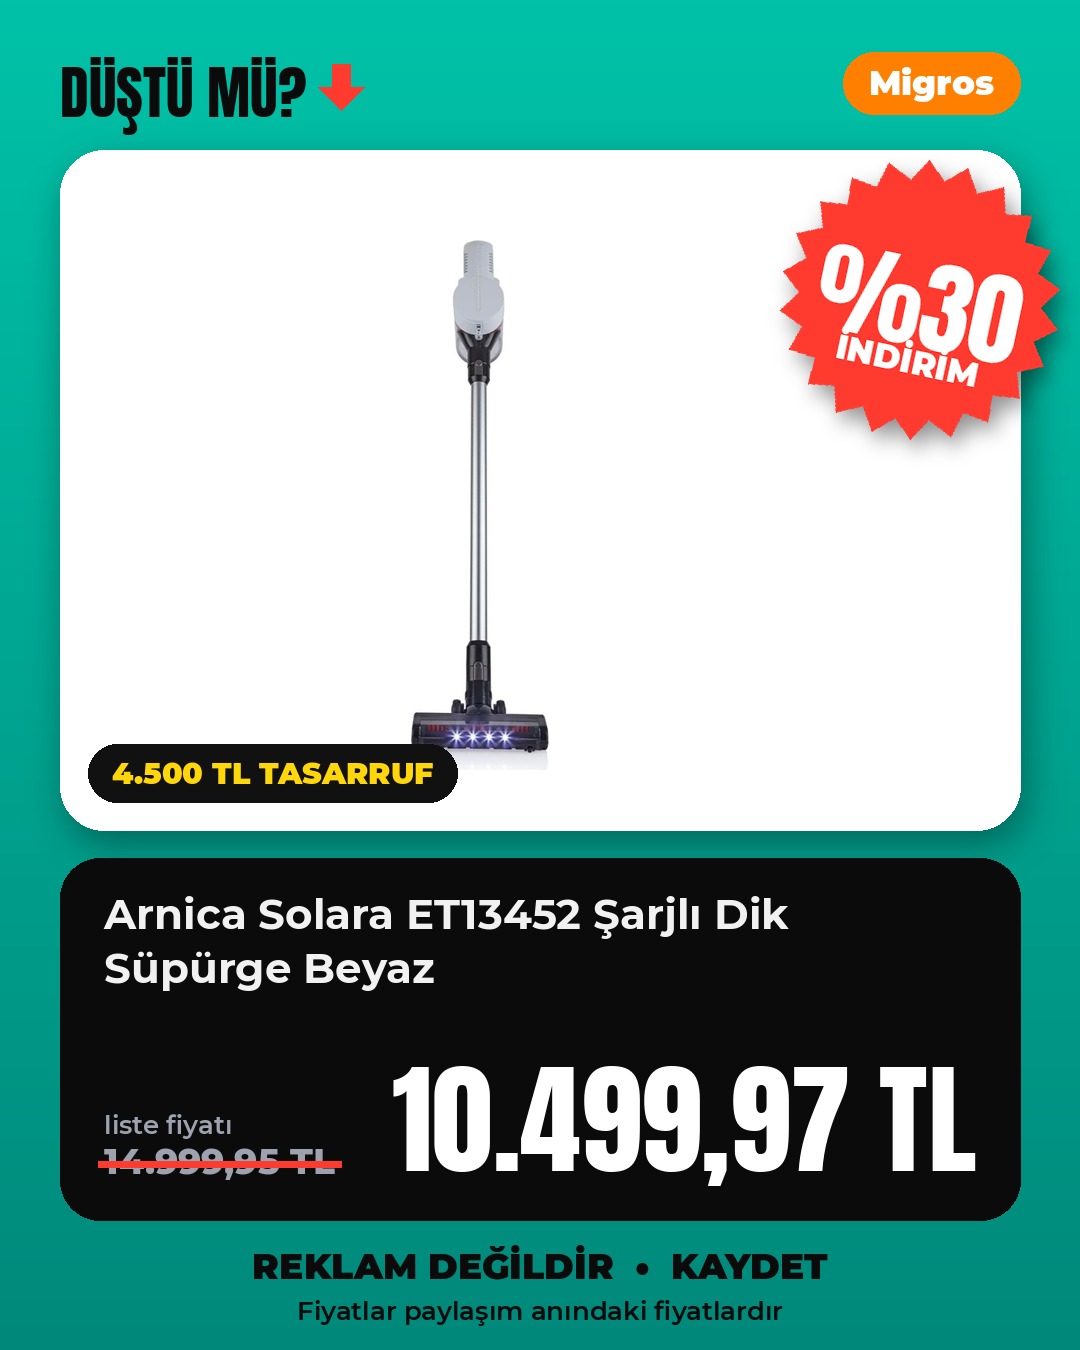 DÜŞTÜ MÜ?
Migros
%30
İNDİRİM
4.500 TL TASARRUF
Arnica Solara ET13452 Şarjlı Dik
Süpürge Beyaz
liste fiyatı
14.999,95 TL
10.499,97 TL
REKLAM DEĞİLDİR • KAYDET
Fiyatlar paylaşım anındaki fiyatlardır